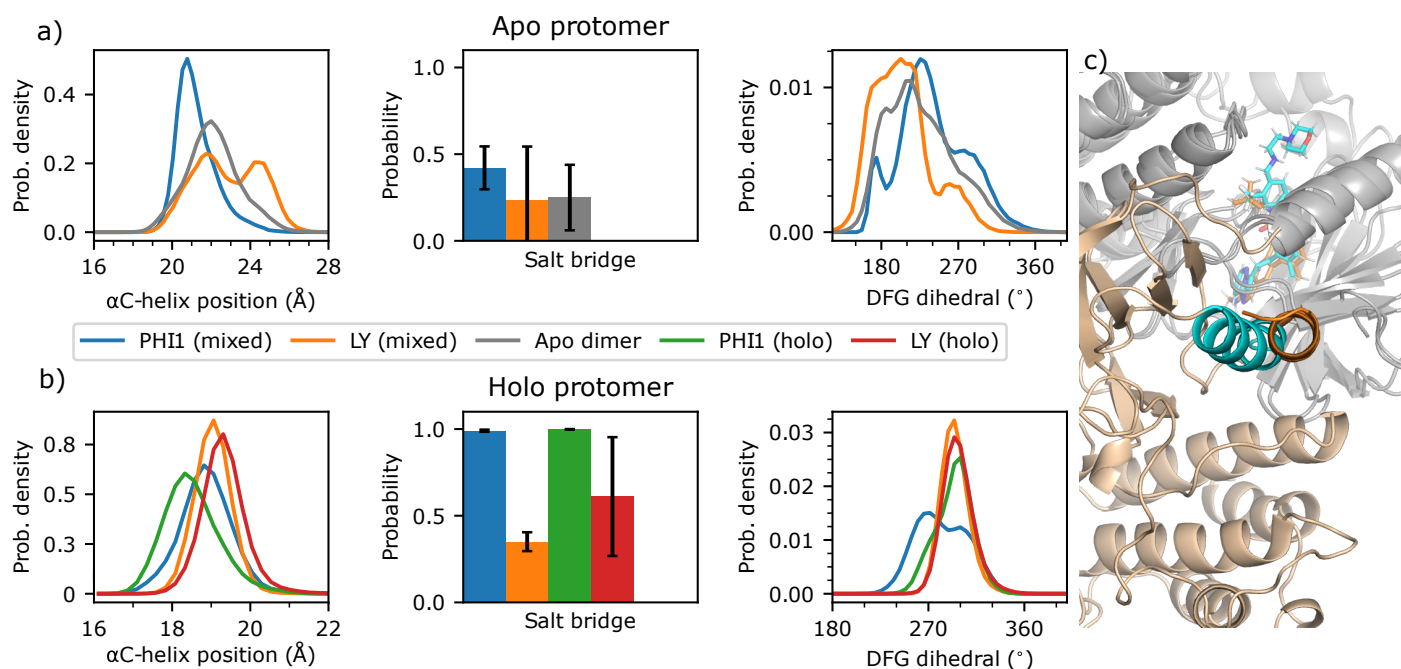 a)
Apo protomer
c)
Prob. density
0.4
0.2
0.0
16 20 24 28
αC-helix position (Å)
Probability
1.0
0.5
0.0
Salt bridge
Prob. density
0.01
0.00
180 270 360
DFG dihedral (°)
PHI1 (mixed) LY (mixed) Apo dimer PHI1 (holo) LY (holo)
b)
Holo protomer
Prob. density
0.8
0.5
0.3
0
16 18 20 22
αC-helix position (Å)
Probability
1.0
0.5
0.0
Salt bridge
Prob. density
0.03
0.02
0.01
0.00
180 270 360
DFG dihedral (°)